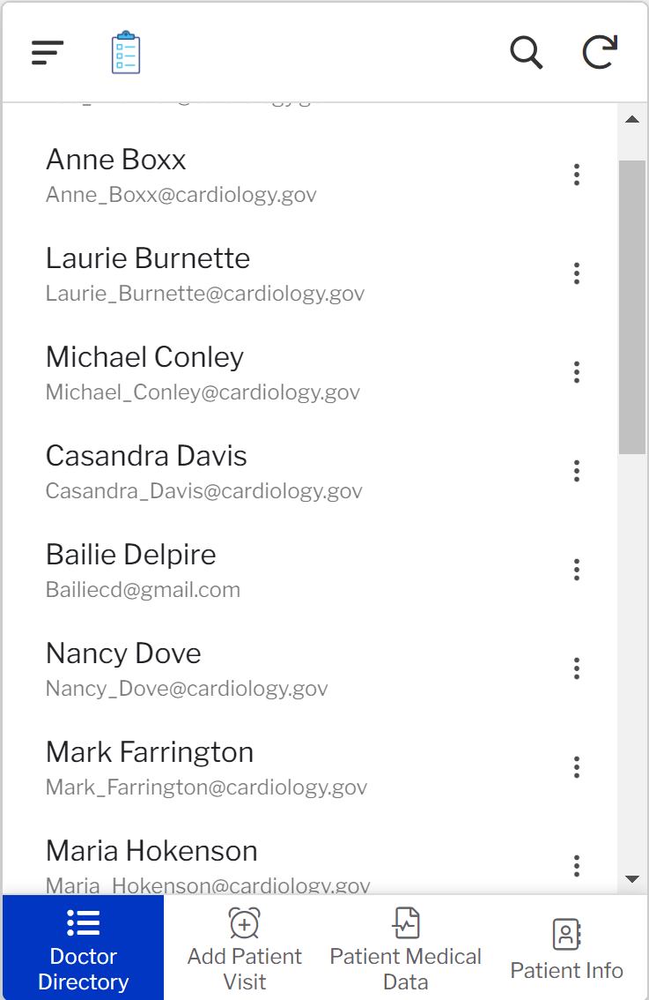 Anne Boxx
Anne_Boxx@cardiology.gov
Laurie Burnette
Laurie_Burnette@cardiology.gov
Michael Conley
Michael_Conley@cardiology.gov
Casandra Davis
Casandra_Davis@cardiology.gov
Bailie Delpire
Bailiecd@gmail.com
Nancy Dove
Nancy_Dove@cardiology.gov
Mark Farrington
Mark_Farrington@cardiology.gov
Maria Hokenson
Maria_Hokenson@cardiology.gov
Doctor
Directory
Add Patient
Visit
Patient Medical
Data
Patient Info